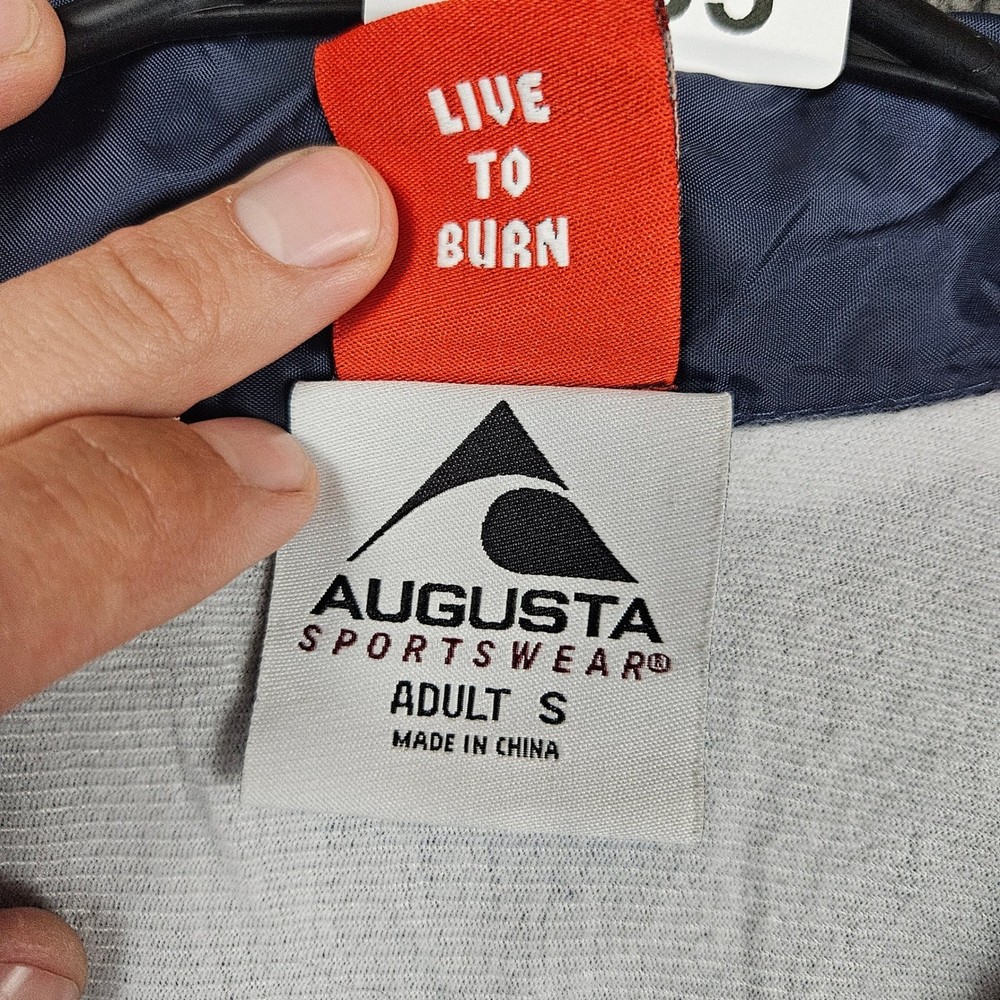 LIVE
TO
BURN
AUGUSTA
SPORTSWEAR®
ADULT S
MADE IN CHINA